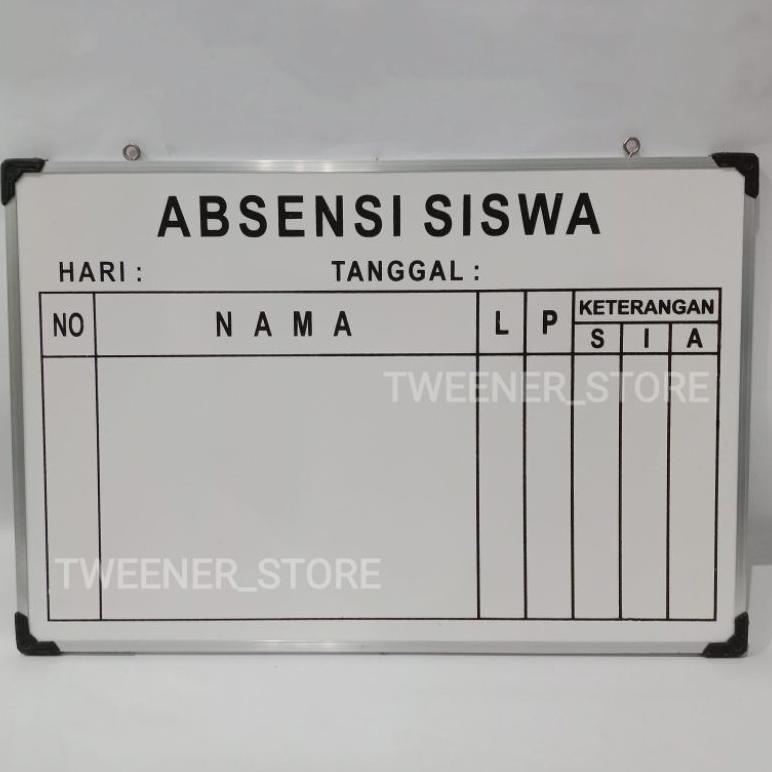 ABSENSI SISWA
HARI : TANGGAL :
NO N A M A L P KETERANGAN
S I A
TWEENER_STORE
TWEENER_STORE